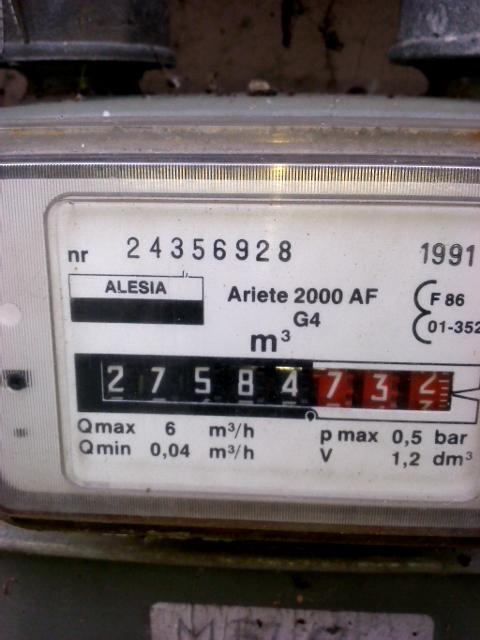 nr 24356928 1991
ALESIA
Ariete 2000 AF
G4
F 86
01-352
m³
27584732
Qmax 6 m³/h
Qmin 0,04 m³/h
p max 0,5 bar
V 1,2 dm³